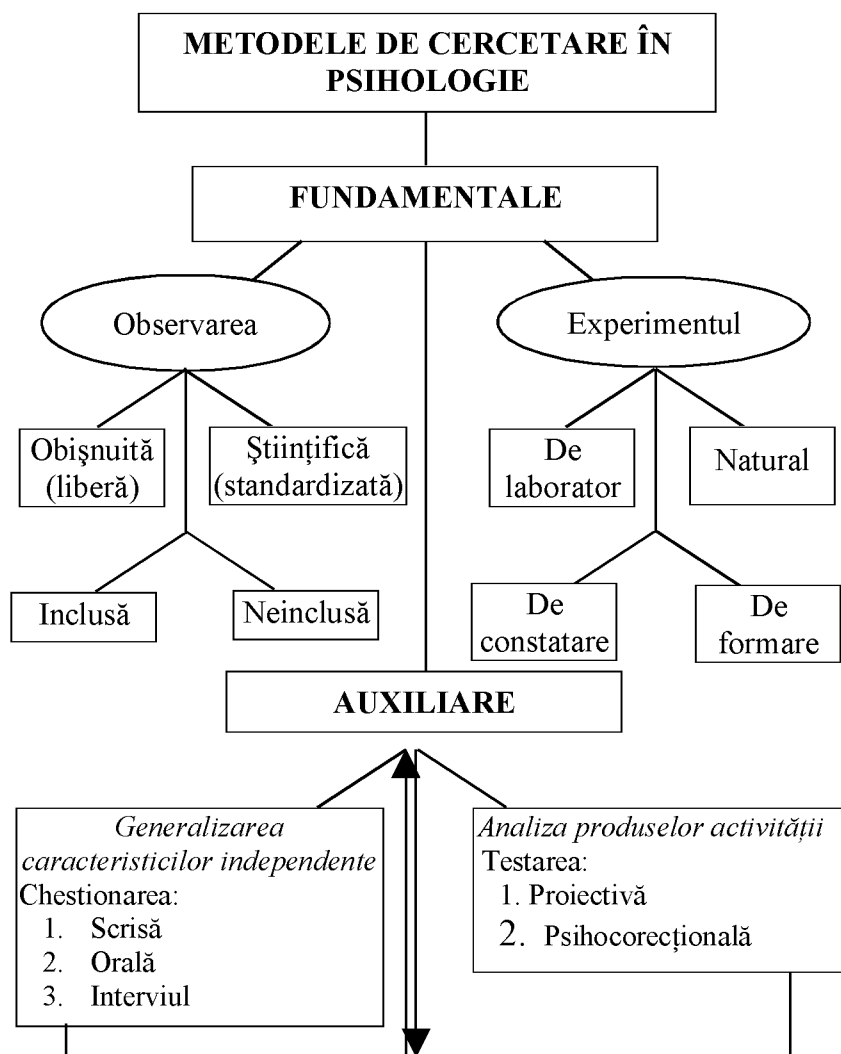 METODELE DE CERCETARE ÎN
PSIHOLOGIE
FUNDAMENTALE
Observarea
Experimentul
Obişnuită
(liberă)
Ştiinţifică
(standardizată)
De
laborator
Natural
Inclusă
Neinclusă
De
constatare
De
formare
AUXILIARE
Generalizarea
caracteristicilor independente
Chestionarea:
1. Scrisă
2. Orală
3. Interviul
Analiza produselor activităţii
Testarea:
1. Proiectivă
2. Psihocorecţională